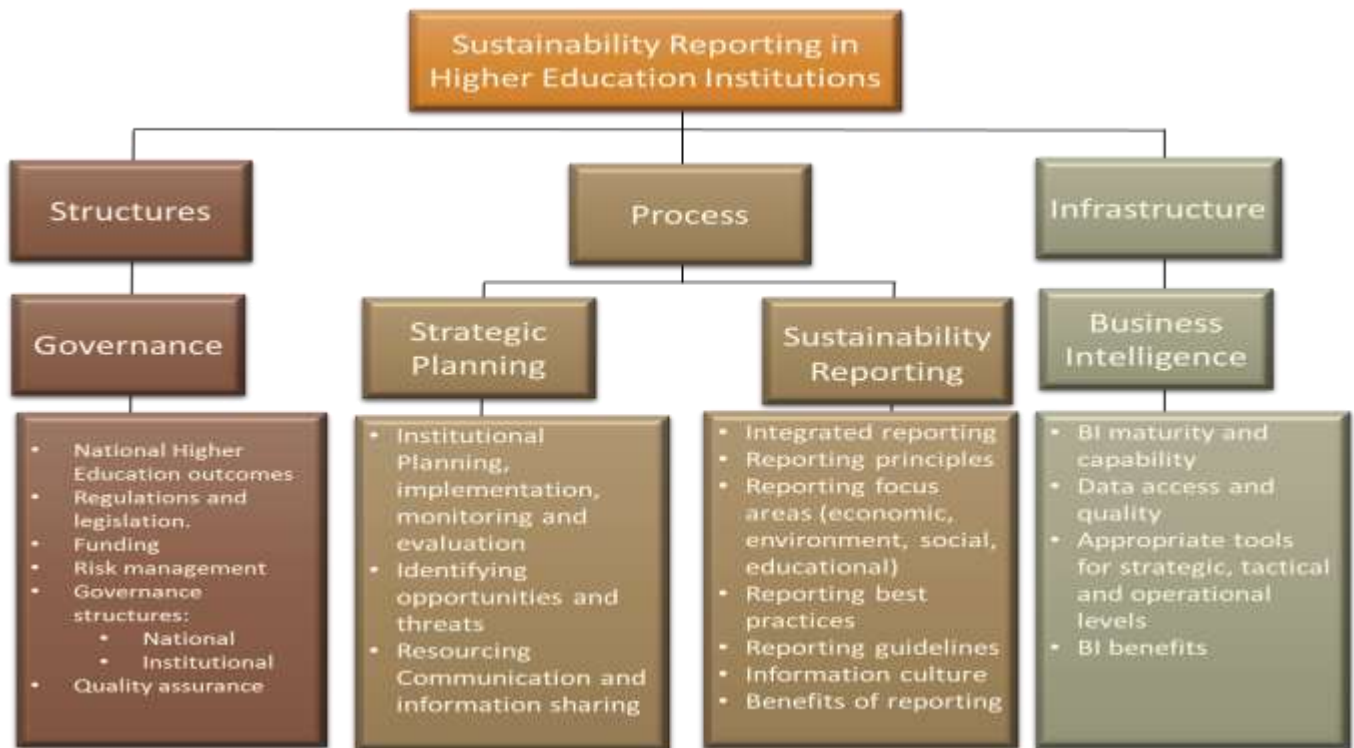 Sustainability Reporting in
Higher Education Institutions
Structures
Process
Infrastructure
Governance
Strategic
Planning
Sustainability
Reporting
Business
Intelligence
• National Higher
Education outcomes
• Regulations and
legislation.
• Funding
• Risk management
• Governance
structures:
• National
• Institutional
• Quality assurance
• Institutional
Planning,
implementation,
monitoring and
evaluation
• Identifying
opportunities and
threats
• Resourcing
Communication and
information sharing
• Integrated reporting
• Reporting principles
• Reporting focus
areas (economic,
environment, social,
educational)
• Reporting best
practices
• Reporting guidelines
• Information culture
• Benefits of reporting
• BI maturity and
capability
• Data access and
quality
• Appropriate tools
for strategic, tactical
and operational
levels
• BI benefits